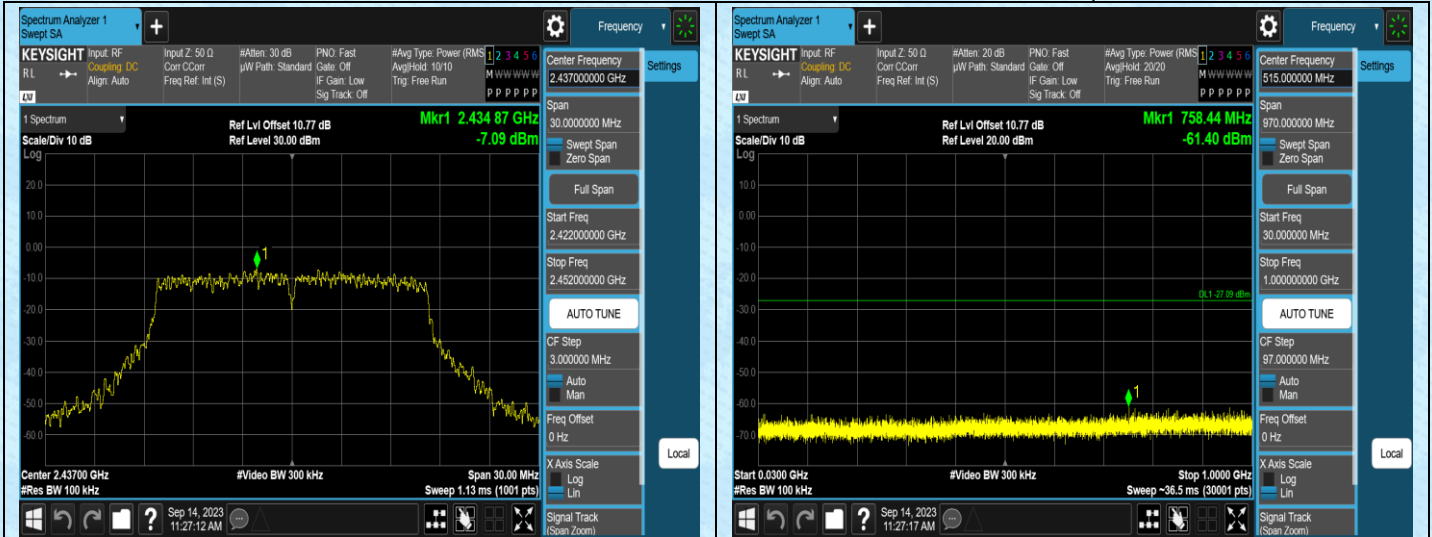 Spectrum Analyzer 1
Swept SA
+
Frequency
KEYSIGHT
RL
LXI
Input: RF
Coupling: DC
Align: Auto
Input Z: 50 Ω
Corr CCorr
Freq Ref: Int (S)
#Atten: 30 dB
µW Path: Standard
PNO: Fast
Gate: Off
IF Gain: Low
Sig Track: Off
#Avg Type: Power (RMS
Avg|Hold: 10/10
Trig: Free Run
1 2 3 4 5 6
M W W W W W
P P P P P P
Center Frequency
2.437000000 GHz
Settings
1 Spectrum
Scale/Div 10 dB
Ref Lvl Offset 10.77 dB
Ref Level 30.00 dBm
Mkr1 2.434 87 GHz
-7.09 dBm
Span
30.0000000 MHz
Swept Span
Zero Span
Log
20.0
10.0
0.00
-10.0
-20.0
-30.0
-40.0
-50.0
-60.0
1
Full Span
Start Freq
2.422000000 GHz
Stop Freq
2.452000000 GHz
AUTO TUNE
CF Step
3.000000 MHz
Auto
Man
Freq Offset
0 Hz
X Axis Scale
Log
Lin
Local
Center 2.43700 GHz
#Res BW 100 kHz
#Video BW 300 kHz
Span 30.00 MHz
Sweep 1.13 ms (1001 pts)
Signal Track
(Span Zoom)
?
Sep 14, 2023
11:27:12 AM
Spectrum Analyzer 1
Swept SA
+
Frequency
KEYSIGHT
RL
LXI
Input: RF
Coupling: DC
Align: Auto
Input Z: 50 Ω
Corr CCorr
Freq Ref: Int (S)
#Atten: 20 dB
µW Path: Standard
PNO: Fast
Gate: Off
IF Gain: Low
Sig Track: Off
#Avg Type: Power (RMS
Avg|Hold: 20/20
Trig: Free Run
1 2 3 4 5 6
M W W W W W
P P P P P P
Center Frequency
515.000000 MHz
Settings
1 Spectrum
Scale/Div 10 dB
Ref Lvl Offset 10.77 dB
Ref Level 20.00 dBm
Mkr1 758.44 MHz
-61.40 dBm
Span
970.000000 MHz
Swept Span
Zero Span
Log
10.0
0.00
-10.0
-20.0
-30.0
-40.0
-50.0
-60.0
-70.0
DL1 -27.09 dBm
1
Full Span
Start Freq
30.000000 MHz
Stop Freq
1.000000000 GHz
AUTO TUNE
CF Step
97.000000 MHz
Auto
Man
Freq Offset
0 Hz
X Axis Scale
Log
Lin
Local
Start 0.0300 GHz
#Res BW 100 kHz
#Video BW 300 kHz
Stop 1.0000 GHz
Sweep ~36.5 ms (30001 pts)
Signal Track
(Span Zoom)
?
Sep 14, 2023
11:27:17 AM